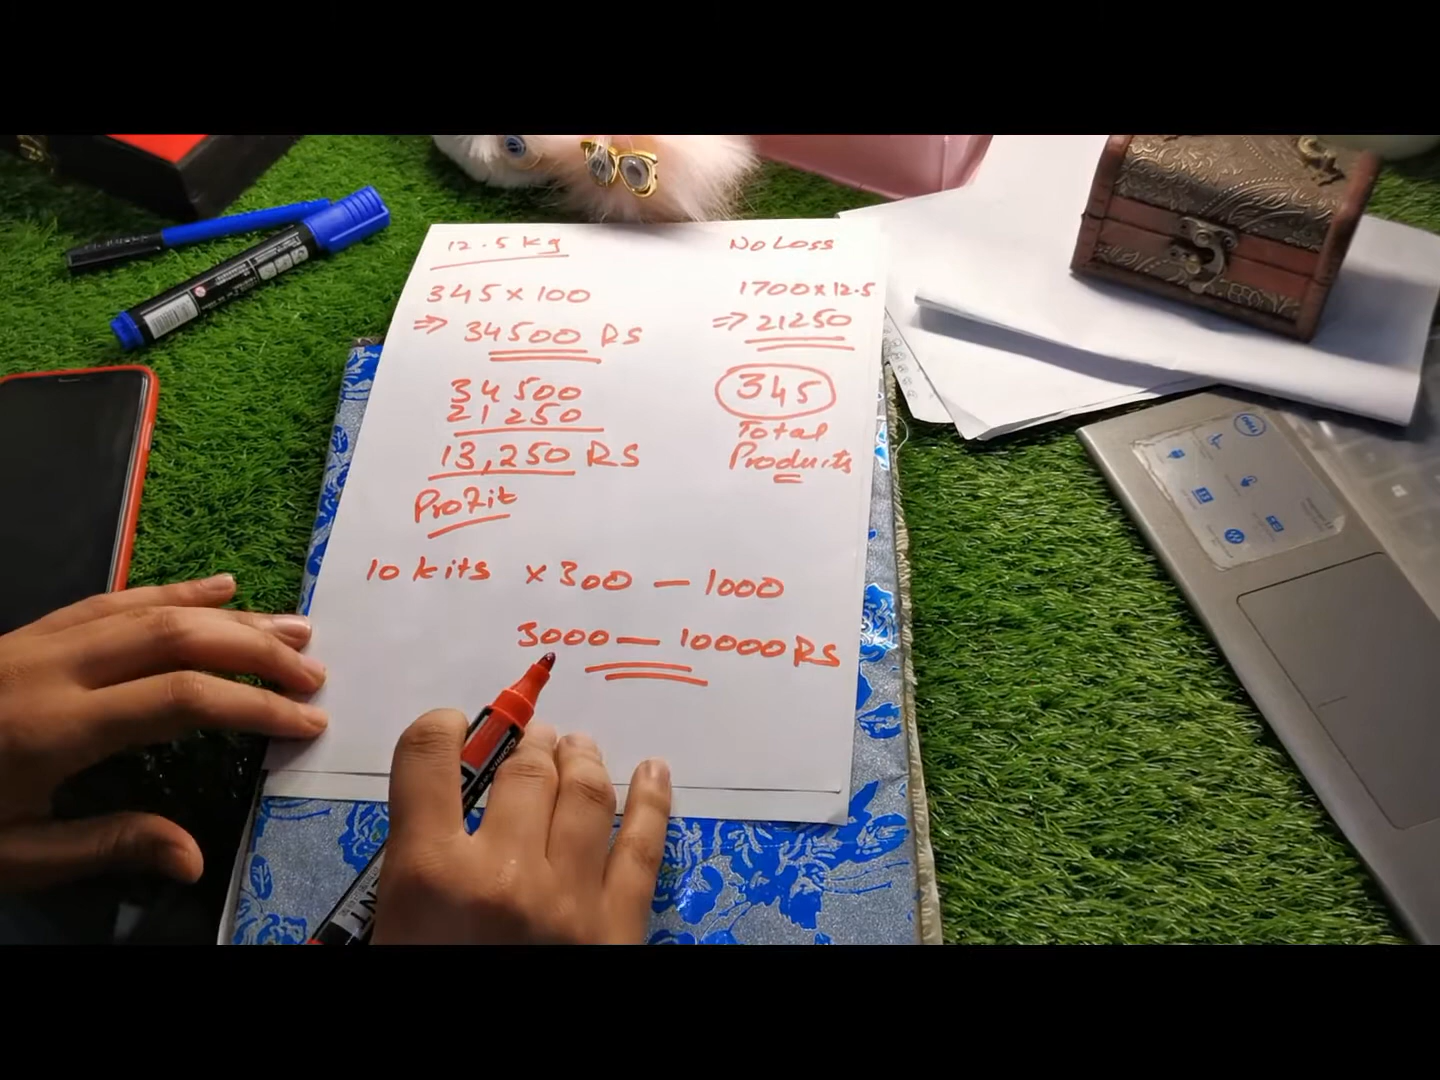 12.5 kg
No Loss
345 x 100
1700 x 12.5
⇒ 34500 RS
⇒ 21250
34500
21250
13,250 RS
Profit
345
Total
Products
10 kits x 300 — 1000
3000 — 10000 RS
DELL